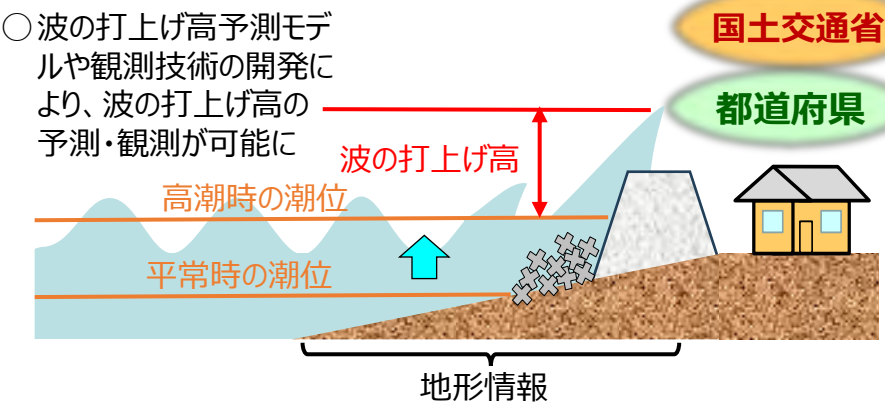 ○ 波の打上げ高予測モデ
ルや観測技術の開発に
より、波の打上げ高の
予測・観測が可能に
国土交通省
都道府県
波の打上げ高
高潮時の潮位
平常時の潮位
地形情報